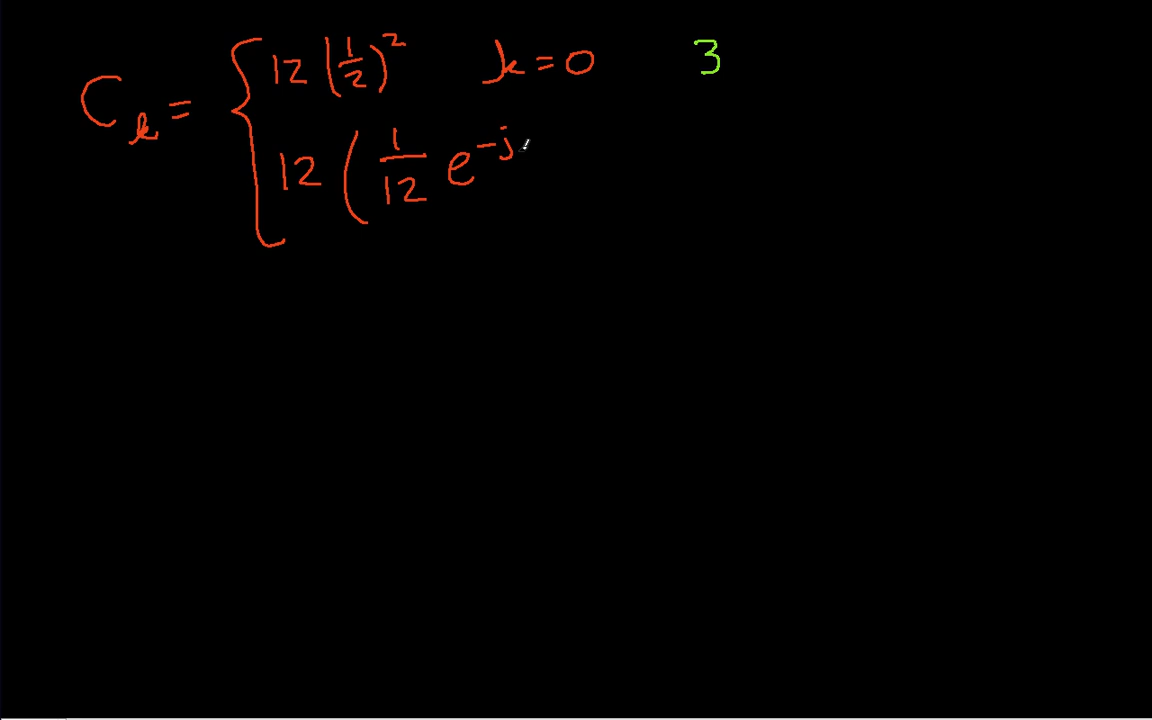 C_k = { 12 (1/2)^2 k = 0 3
12 ( 1/12 e^{-j